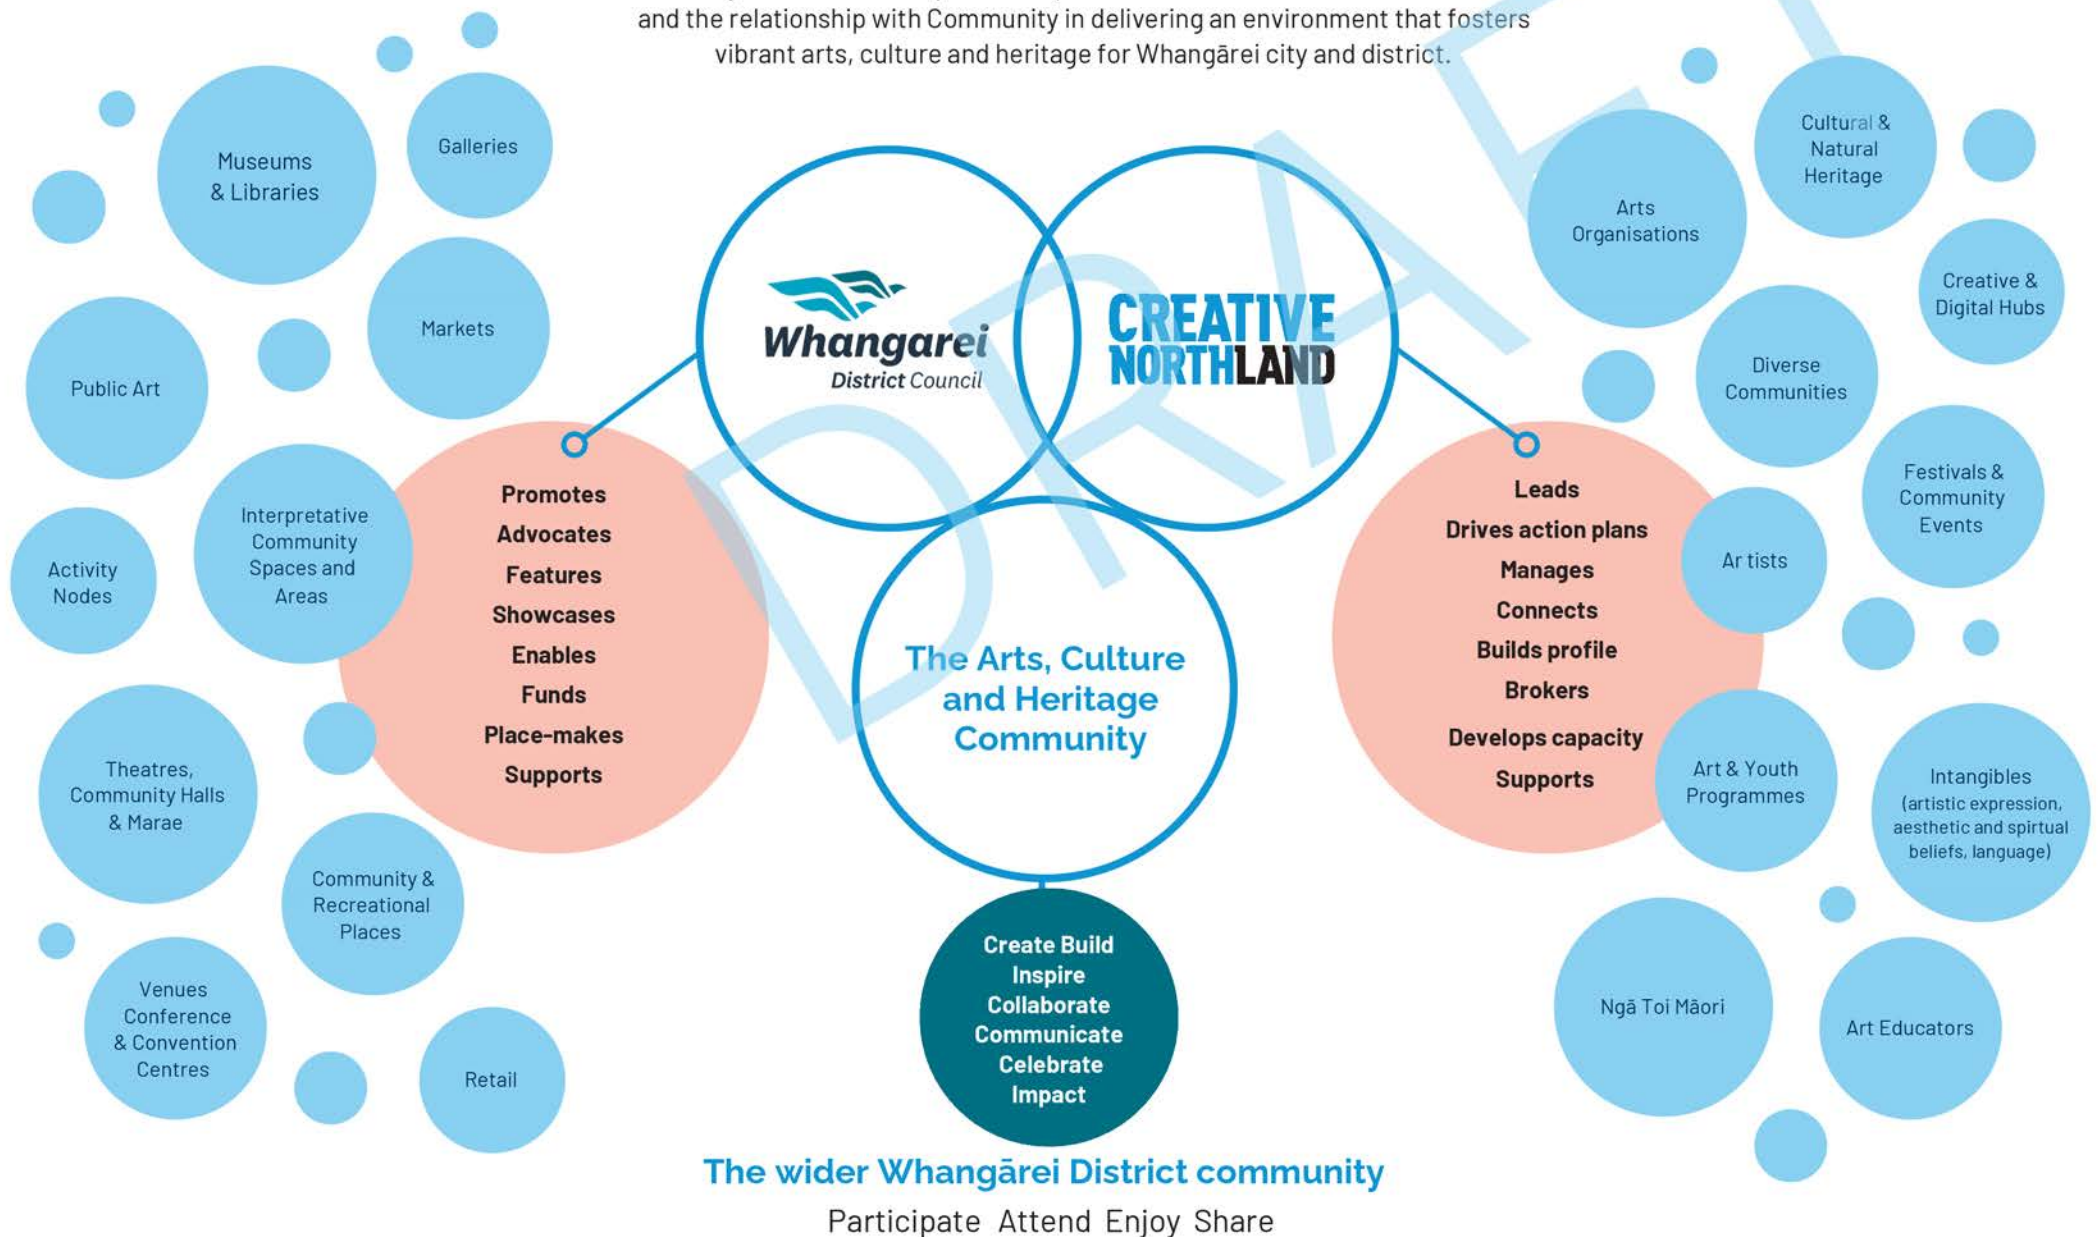 and the relationship with Community in delivering an environment that fosters
vibrant arts, culture and heritage for Whangārei city and district.
Museums
& Libraries
Galleries
Markets
Public Art
Interpretative
Community
Spaces and
Areas
Activity
Nodes
Theatres,
Community Halls
& Marae
Community &
Recreational
Places
Venues
Conference
& Convention
Centres
Retail
Promotes
Advocates
Features
Showcases
Enables
Funds
Place-makes
Supports
Whangarei
District Council
CREATIVE
NORTHLAND
The Arts, Culture
and Heritage
Community
Create Build
Inspire
Collaborate
Communicate
Celebrate
Impact
Leads
Drives action plans
Manages
Connects
Builds profile
Brokers
Develops capacity
Supports
Arts
Organisations
Cultural &
Natural
Heritage
Creative &
Digital Hubs
Diverse
Communities
Festivals &
Community
Events
Ar tists
Art & Youth
Programmes
Intangibles
(artistic expression,
aesthetic and spirtual
beliefs, language)
Ngā Toi Māori
Art Educators
The wider Whangārei District community
Participate Attend Enjoy Share
DRAF